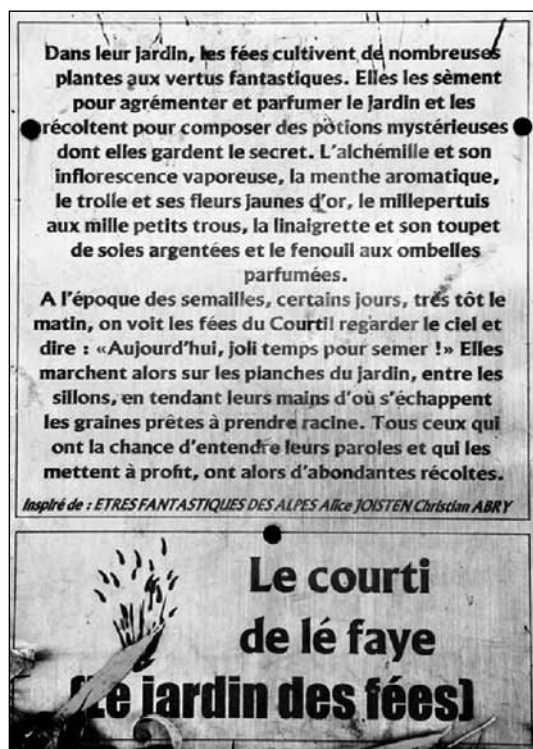 Dans leur jardin, les fées cultivent de nombreuses
plantes aux vertus fantastiques. Elles les sèment
pour agrémenter et parfumer le jardin et les
récoltent pour composer des potions mystérieuses
dont elles gardent le secret. L'alchémille et son
inflorescence vaporeuse, la menthe aromatique,
le trolle et ses fleurs jaunes d'or, le millepertuis
aux mille petits trous, la linaigrette et son toupet
de soies argentées et le fenouil aux ombelles
parfumées.
A l'époque des semailles, certains jours, très tôt le
matin, on voit les fées du Courtil regarder le ciel et
dire : «Aujourd'hui, joli temps pour semer !» Elles
marchent alors sur les planches du jardin, entre les
sillons, en tendant leurs mains d'où s'échappent
les graines prêtes à prendre racine. Tous ceux qui
ont la chance d'entendre leurs paroles et qui les
mettent à profit, ont alors d'abondantes récoltes.
Inspiré de : ETRES FANTASTIQUES DES ALPES Alice JOISTEN Christian ABRY
Le courti
de lé faye
(Le jardin des fées)